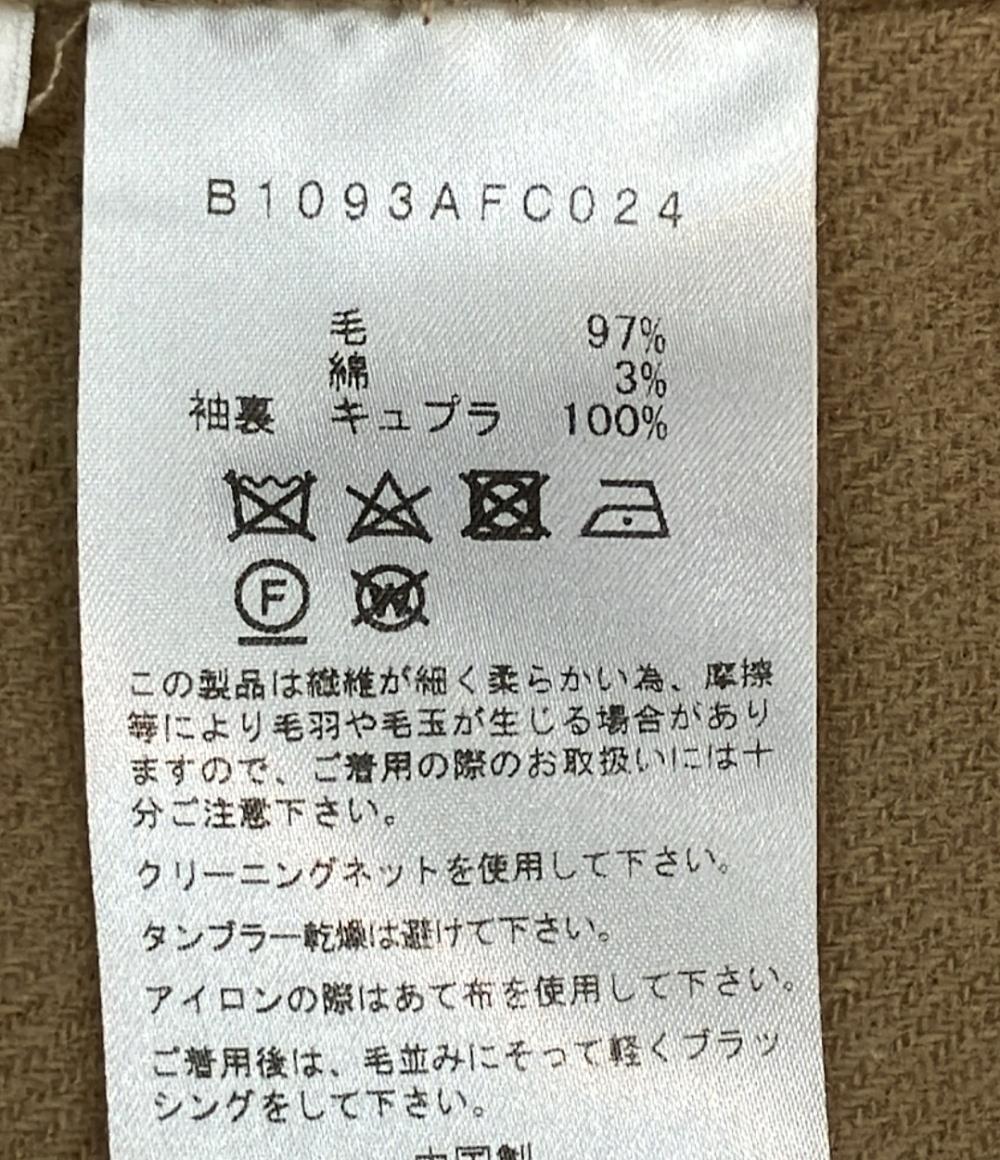 B1093AFC024
毛 97%
綿 3%
袖裏 キュプラ 100%
F
W
この製品は繊維が細く柔らかい為、摩擦
等により毛羽や毛玉が生じる場合があり
ますので、ご着用の際のお取扱いには十
分ご注意下さい。
クリーニングネットを使用して下さい。
タンブラー乾燥は避けて下さい。
アイロンの際はあて布を使用して下さい。
ご着用後は、毛並みにそって軽くブラッ
シングをして下さい。
中国製